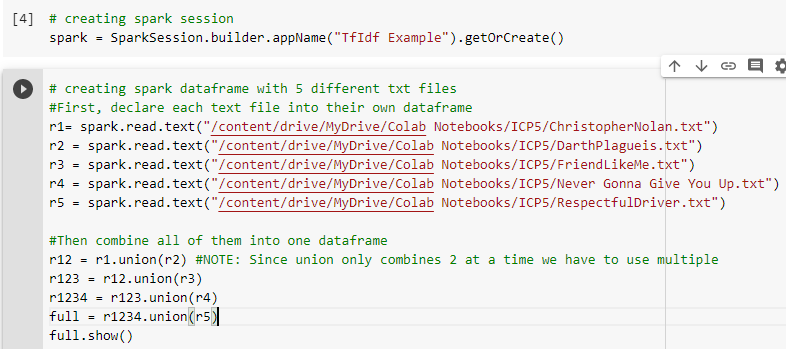 [4] # creating spark session
spark = SparkSession.builder.appName("TfIdf Example").getOrCreate()
# creating spark dataframe with 5 different txt files
#First, declare each text file into their own dataframe
r1= spark.read.text("/content/drive/MyDrive/Colab Notebooks/ICP5/ChristopherNolan.txt")
r2 = spark.read.text("/content/drive/MyDrive/Colab Notebooks/ICP5/DarthPlagueis.txt")
r3 = spark.read.text("/content/drive/MyDrive/Colab Notebooks/ICP5/FriendLikeMe.txt")
r4 = spark.read.text("/content/drive/MyDrive/Colab Notebooks/ICP5/Never Gonna Give You Up.txt")
r5 = spark.read.text("/content/drive/MyDrive/Colab Notebooks/ICP5/RespectfulDriver.txt")
#Then combine all of them into one dataframe
r12 = r1.union(r2) #NOTE: Since union only combines 2 at a time we have to use multiple
r123 = r12.union(r3)
r1234 = r123.union(r4)
full = r1234.union(r5)
full.show()